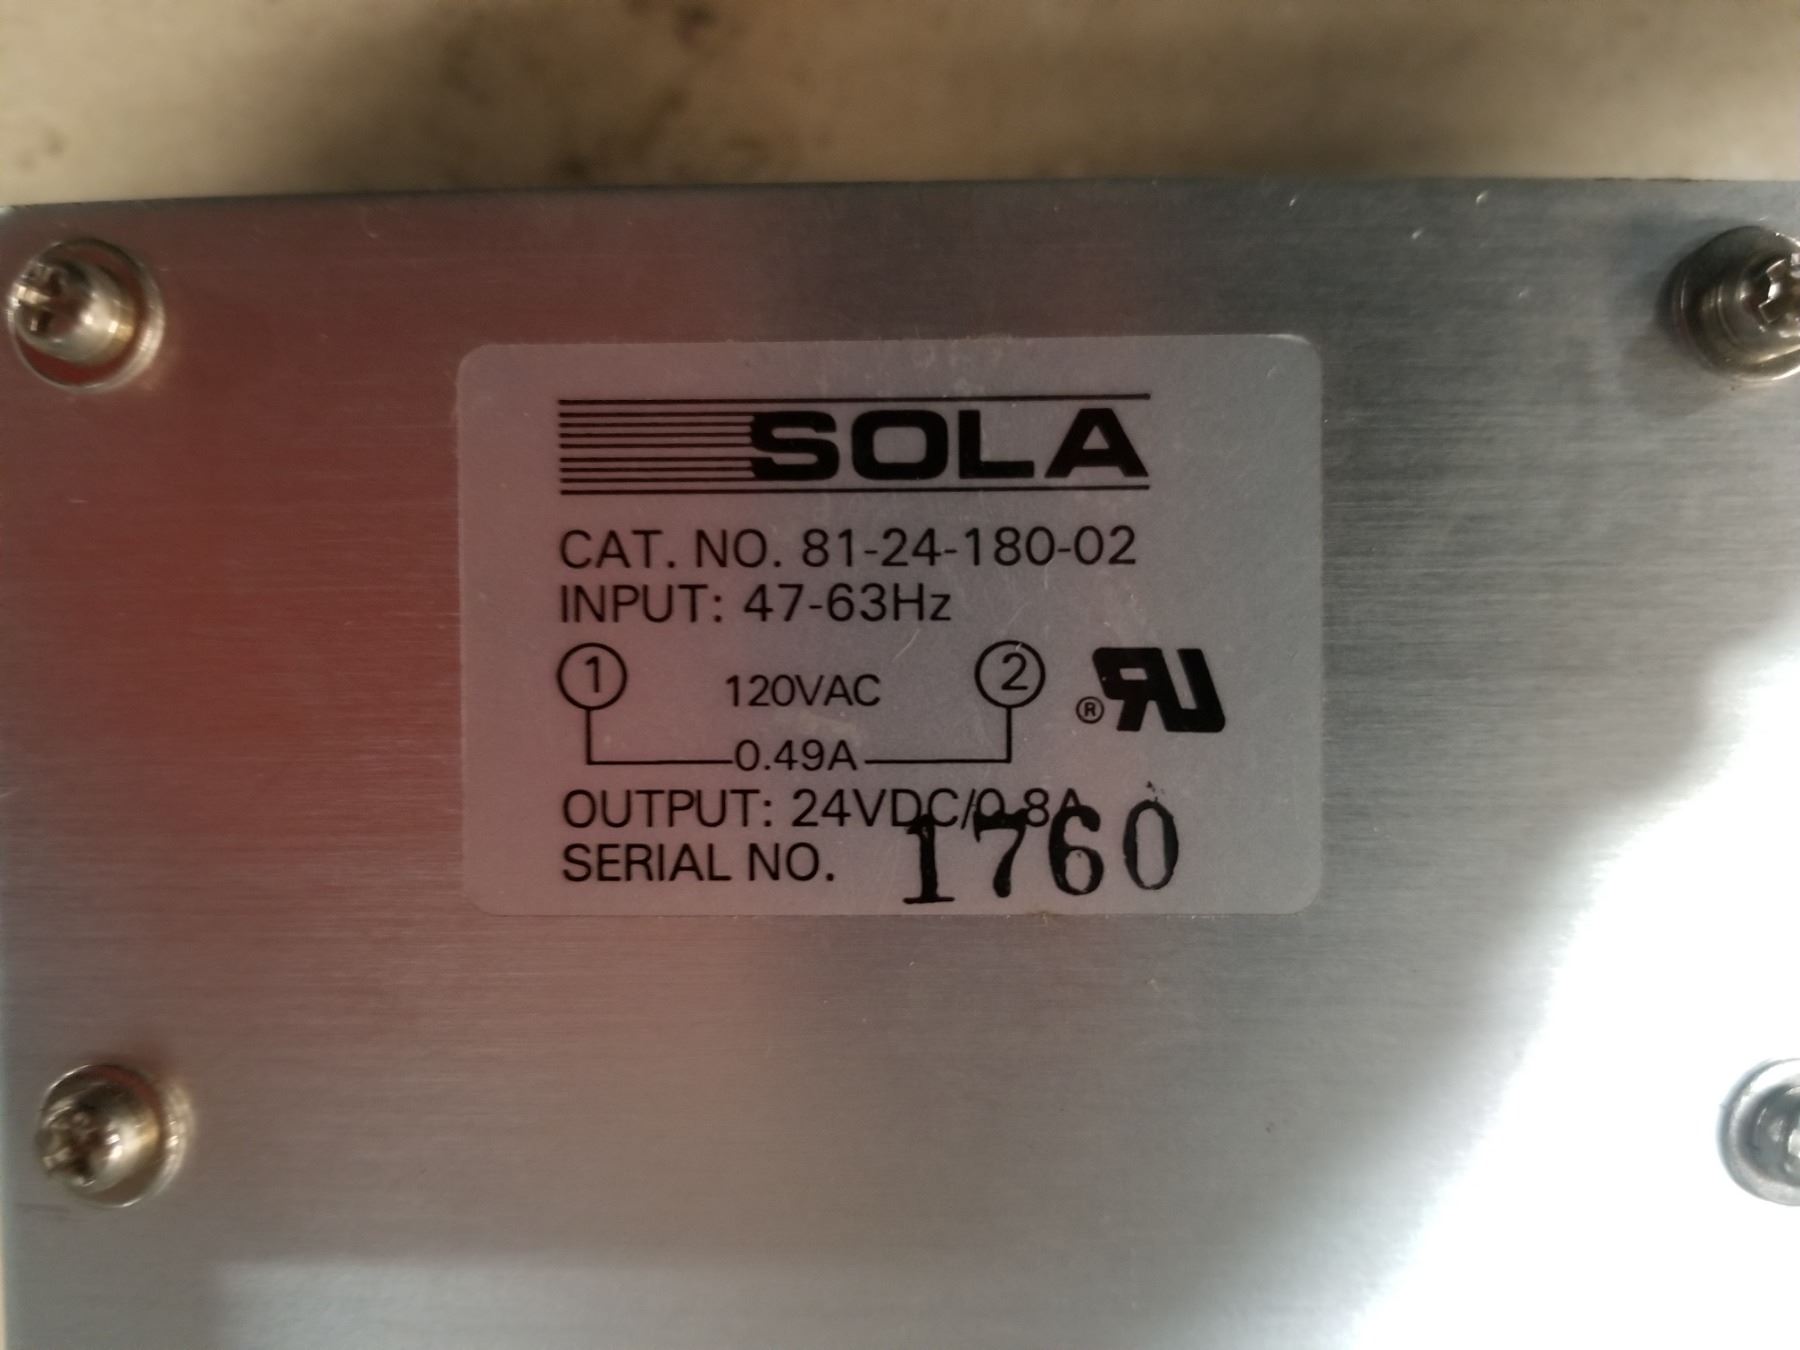 SOLA
CAT. NO. 81-24-180-02
INPUT: 47-63Hz
1 120VAC 2 ® RU
0.49A
OUTPUT: 24VDC/0.8A
SERIAL NO. 1760